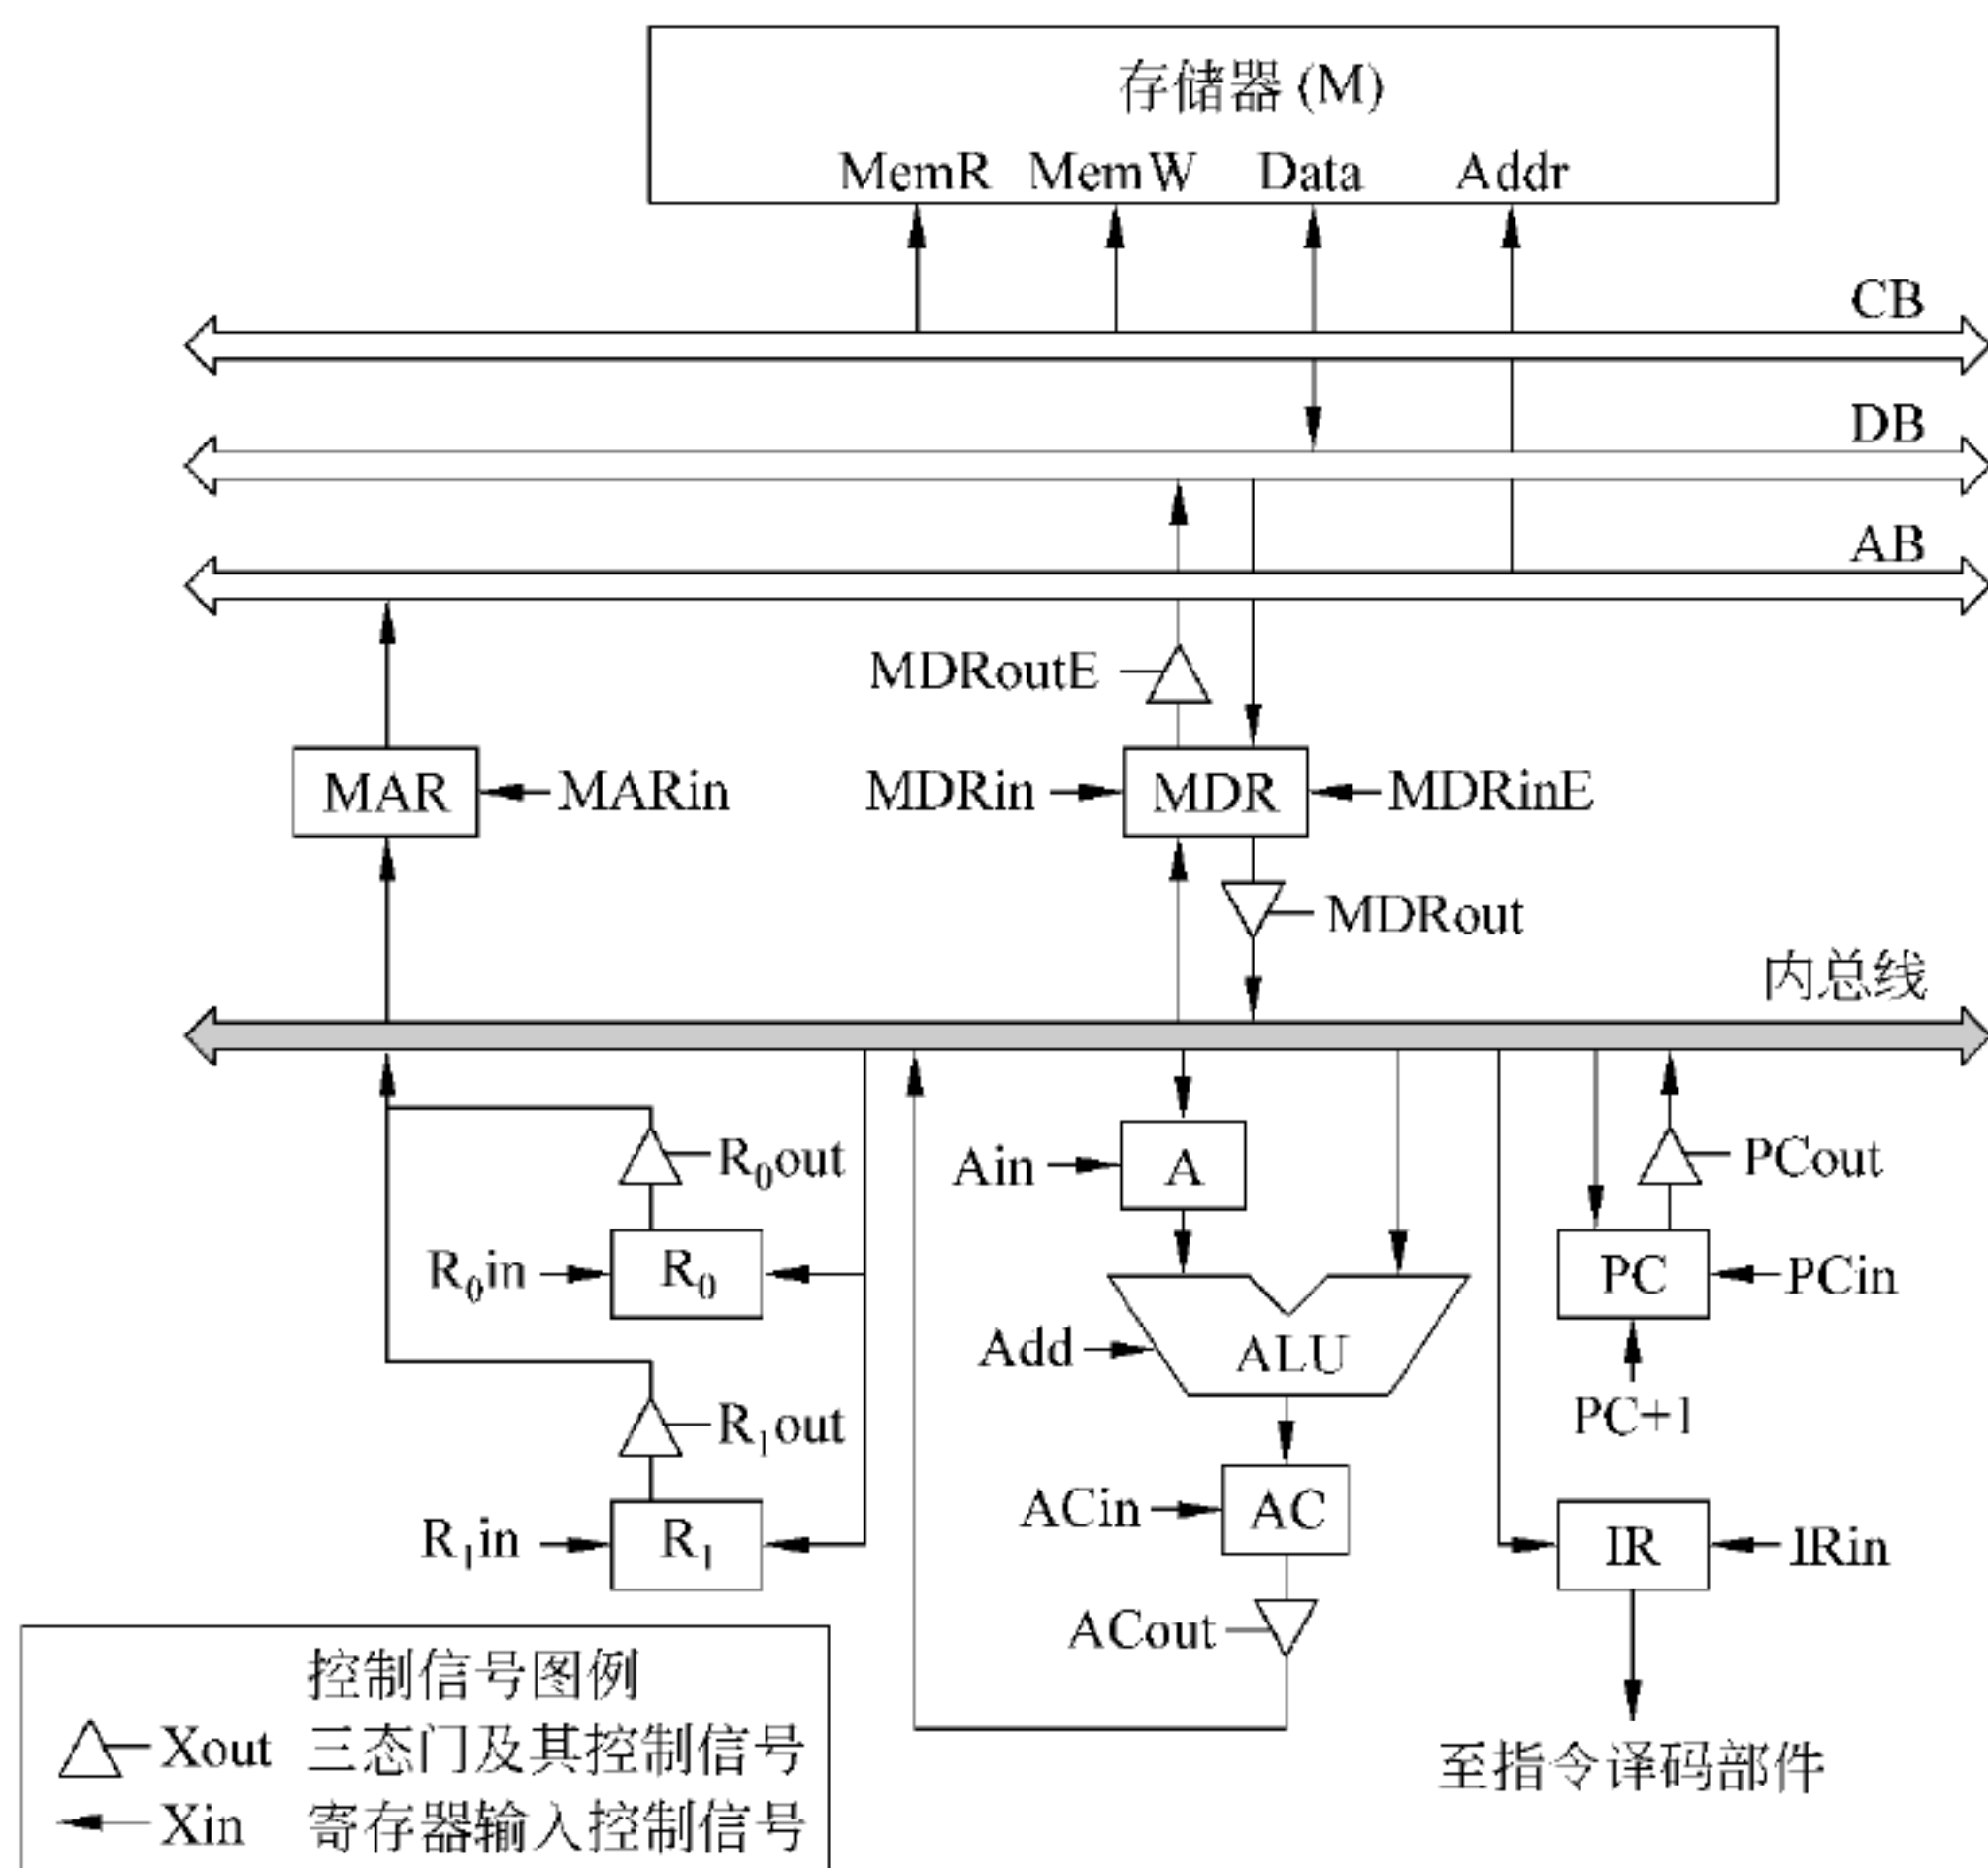 存储器 (M)
MemR MemW Data Addr
CB
DB
AB
MDRoutE
MAR
MARin
MDRin
MDR
MDRinE
MDRout
内总线
R₀out
Ain
A
PCout
R₀in
R₀
PC
PCin
Add
ALU
PC+1
R₁out
ACin
AC
R₁in
R₁
IR
IRin
ACout
控制信号图例
Xout 三态门及其控制信号
Xin 寄存器输入控制信号
至指令译码部件